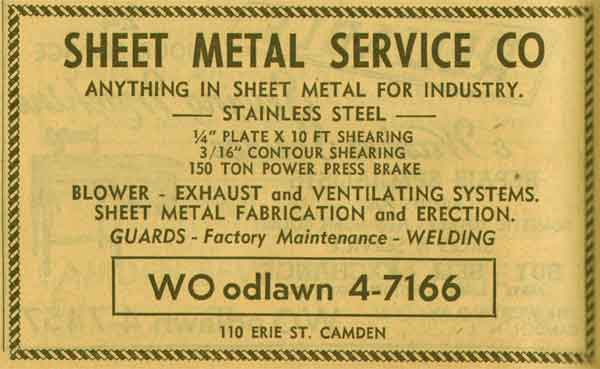 SHEET METAL SERVICE CO
ANYTHING IN SHEET METAL FOR INDUSTRY.
— STAINLESS STEEL —
¼" PLATE X 10 FT SHEARING
3/16" CONTOUR SHEARING
150 TON POWER PRESS BRAKE
BLOWER - EXHAUST and VENTILATING SYSTEMS.
SHEET METAL FABRICATION and ERECTION.
GUARDS - Factory Maintenance - WELDING
WO odlawn 4-7166
110 ERIE ST. CAMDEN